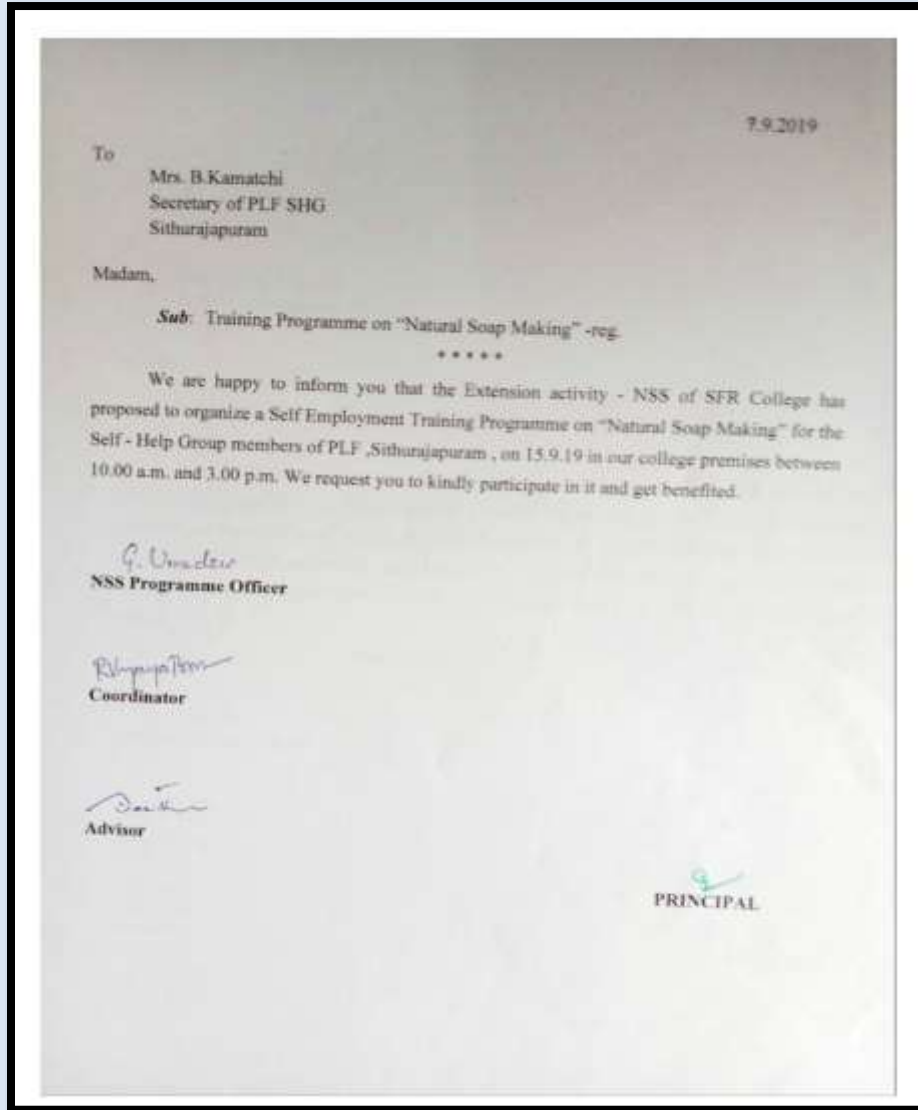 7.9.2019
To
Mrs. B.Kamatchi
Secretary of PLF SHG
Sithurajapuram
Madam,
Sub: Training Programme on “Natural Soap Making” -reg.
*****
We are happy to inform you that the Extension activity - NSS of SFR College has
proposed to organize a Self Employment Training Programme on “Natural Soap Making” for the
Self - Help Group members of PLF ,Sithurajapuram , on 15.9.19 in our college premises between
10.00 a.m. and 3.00 p.m. We request you to kindly participate in it and get benefited.
G. Umadevi
NSS Programme Officer
Coordinator
Advisor
PRINCIPAL